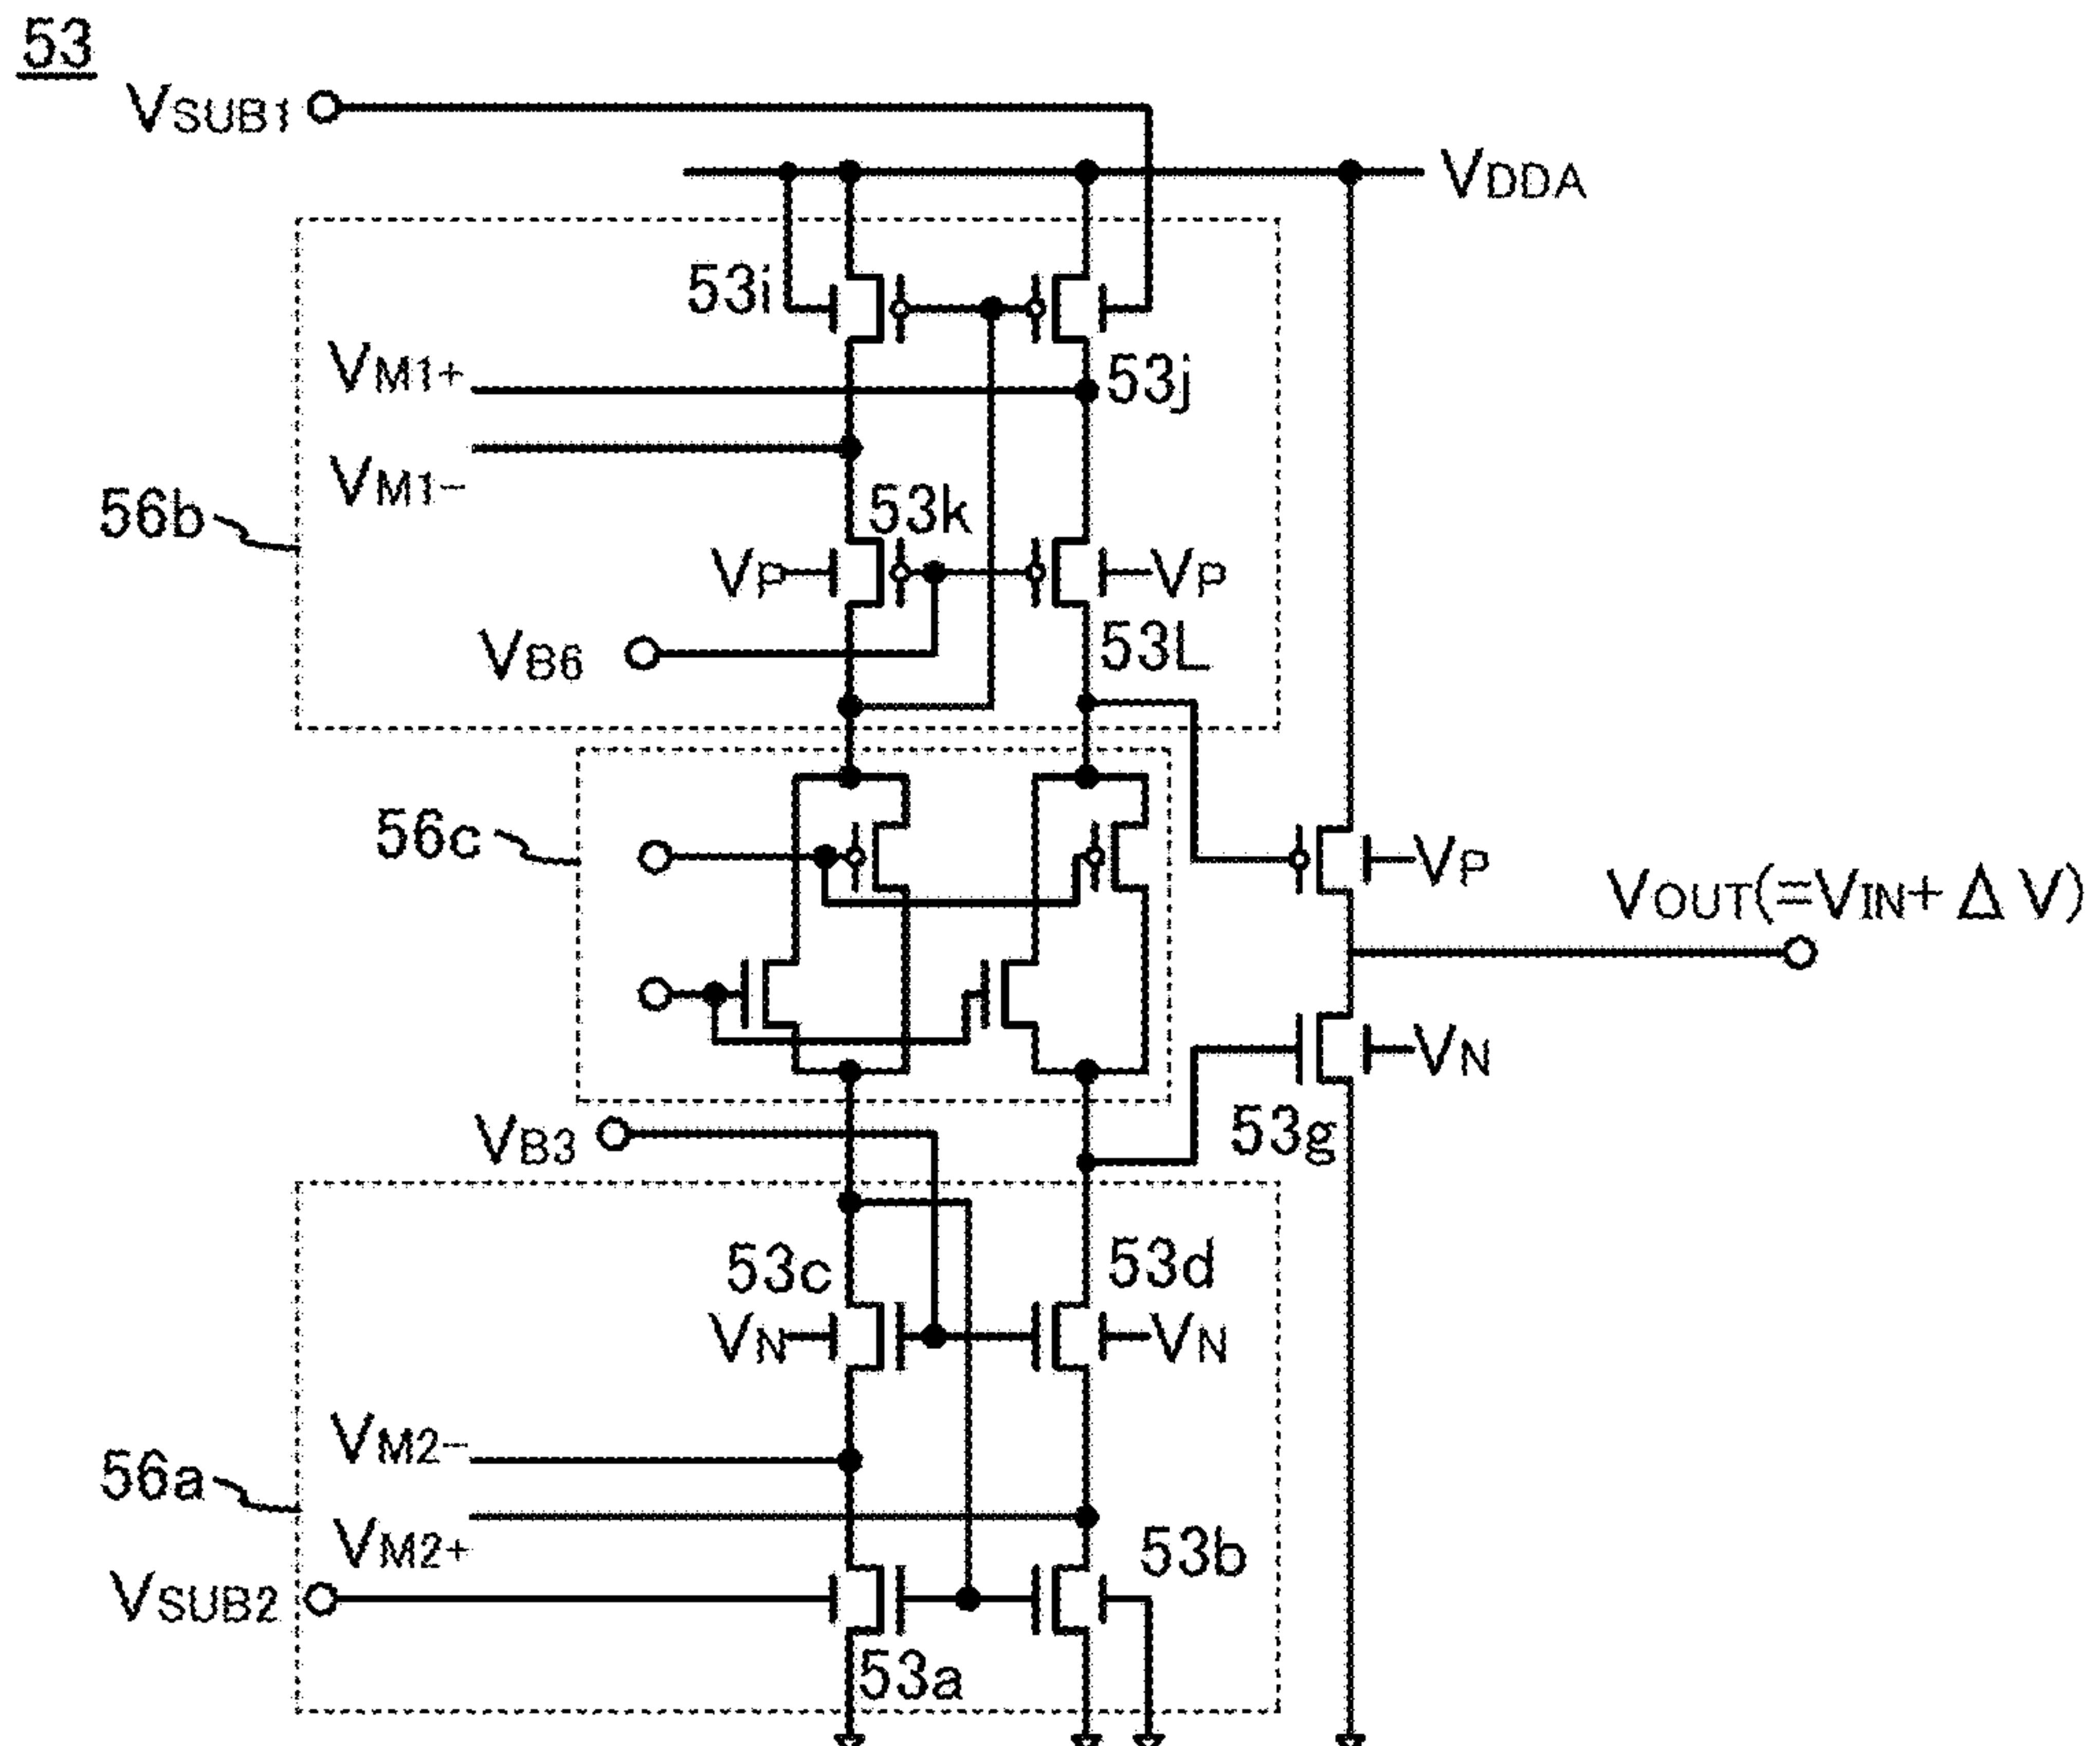 53
VSUB1
VDDA
53i
VM1+
53j
VM1-
53k
56b
VP
VP
VB6
53L
56c
VP
VOUT(=VIN+ΔV)
VN
VB3
53g
53c
53d
VN
VN
VM2-
56a
VM2+
53b
VSUB2
53a